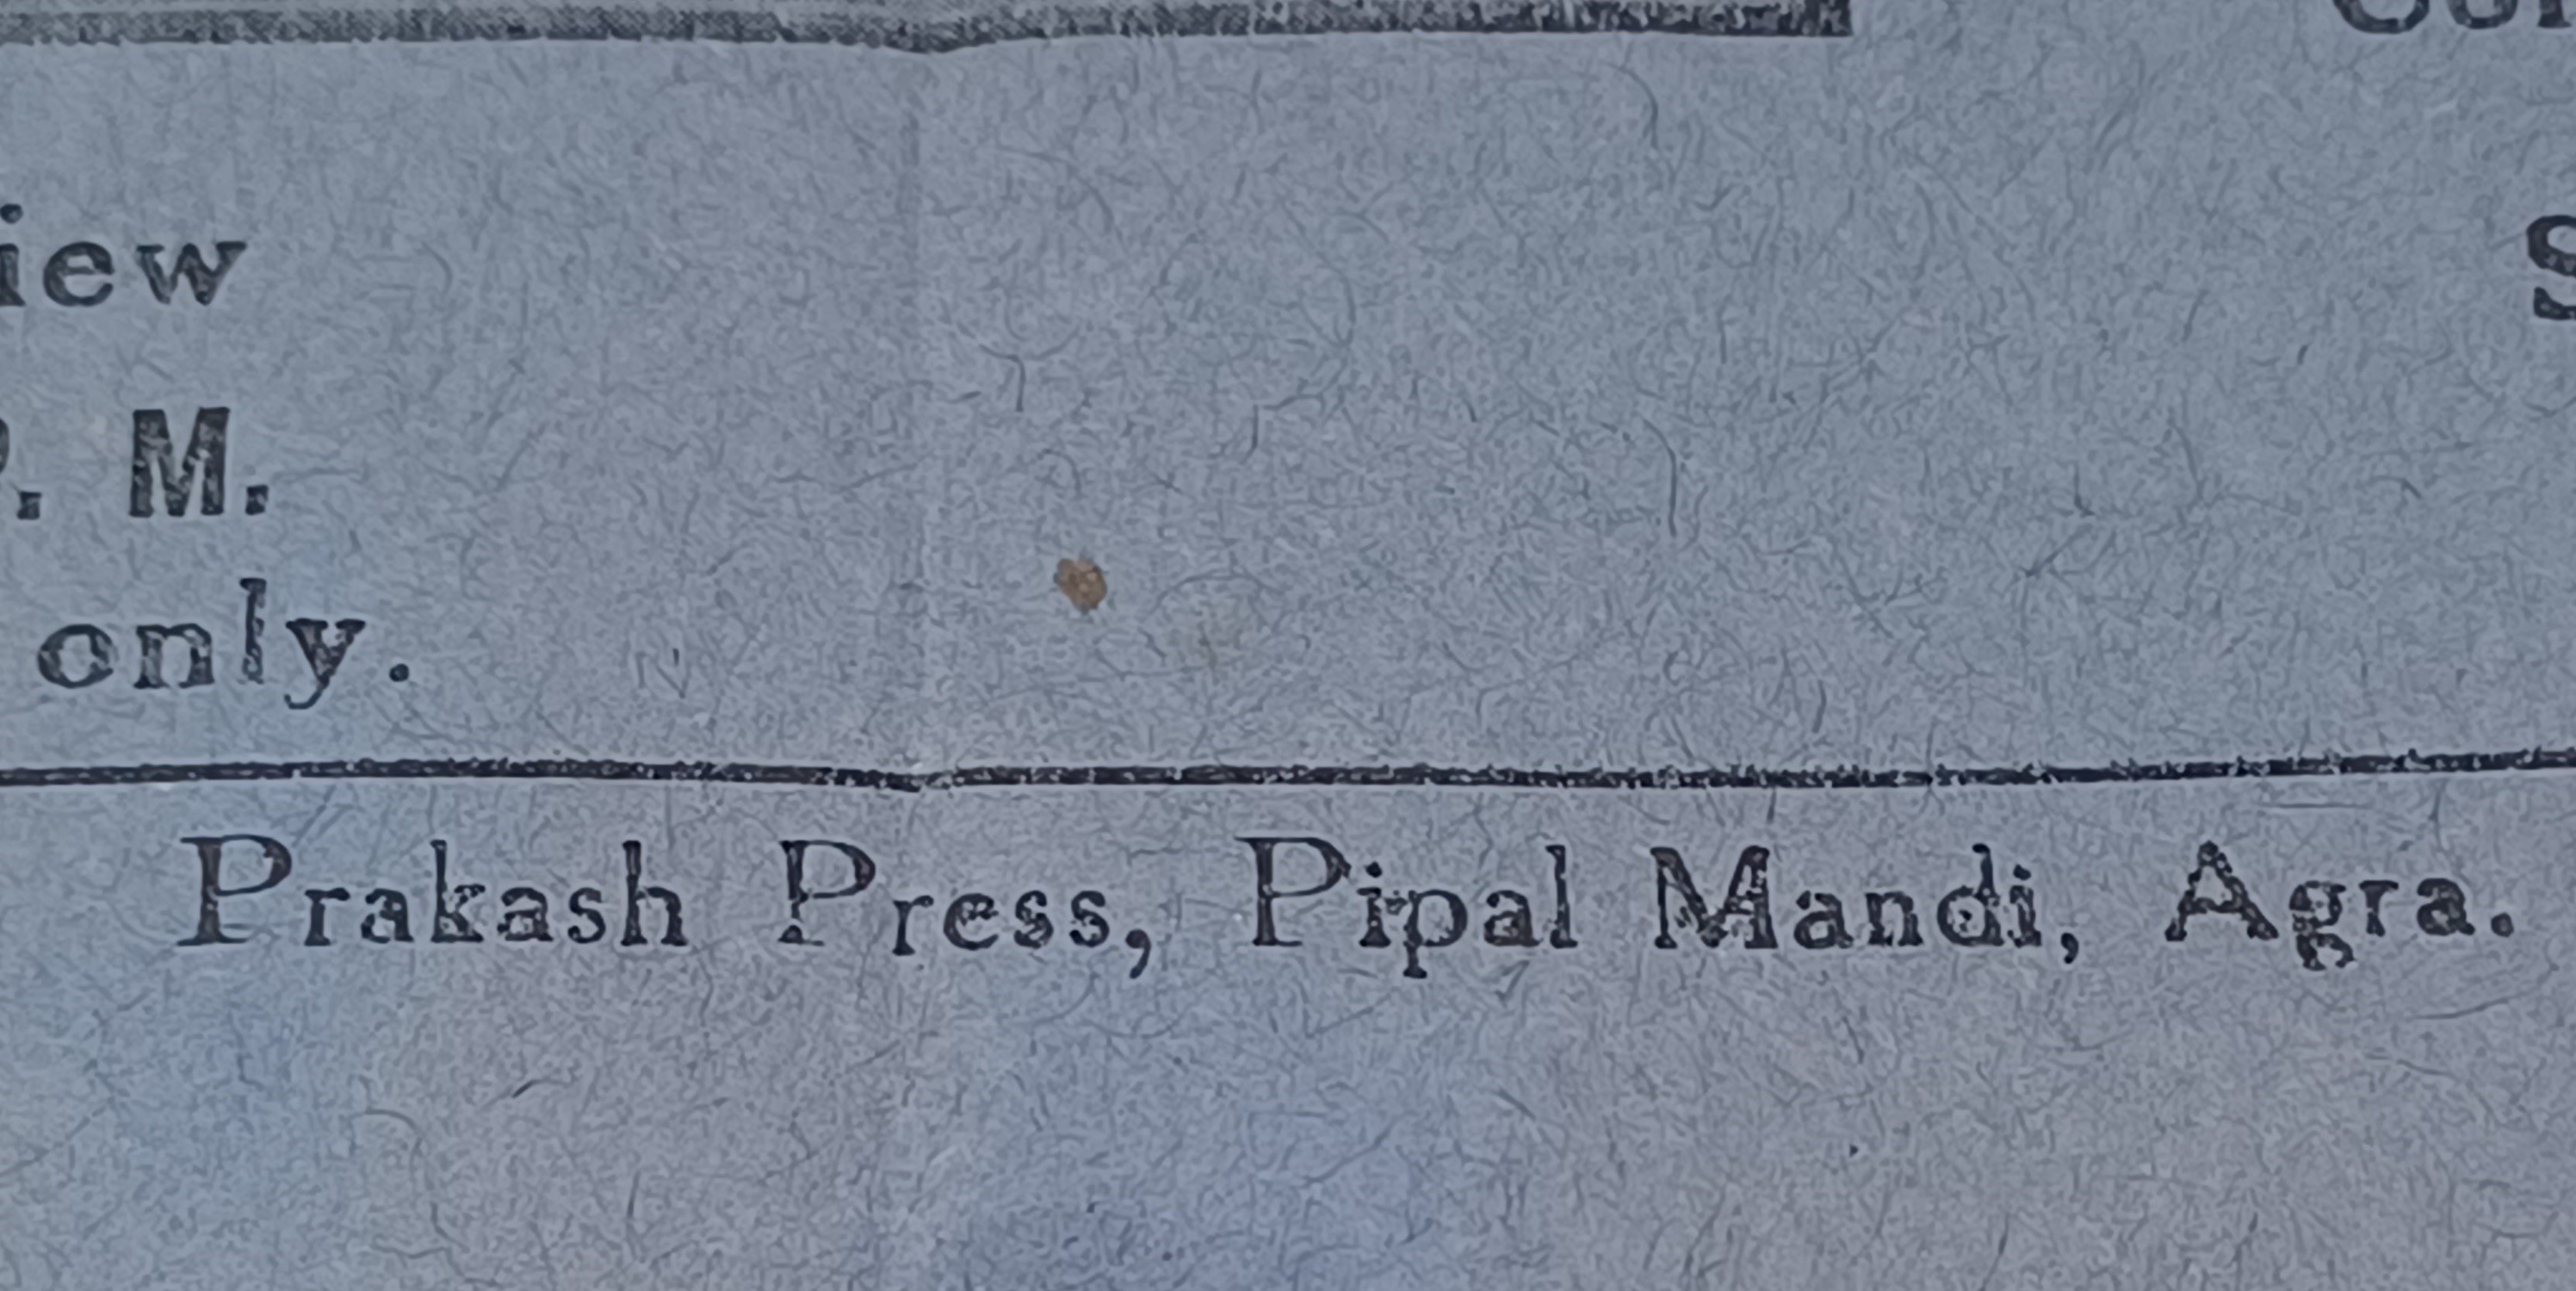 iew
P. M.
only.
Prakash Press, Pipal Mandi, Agra.